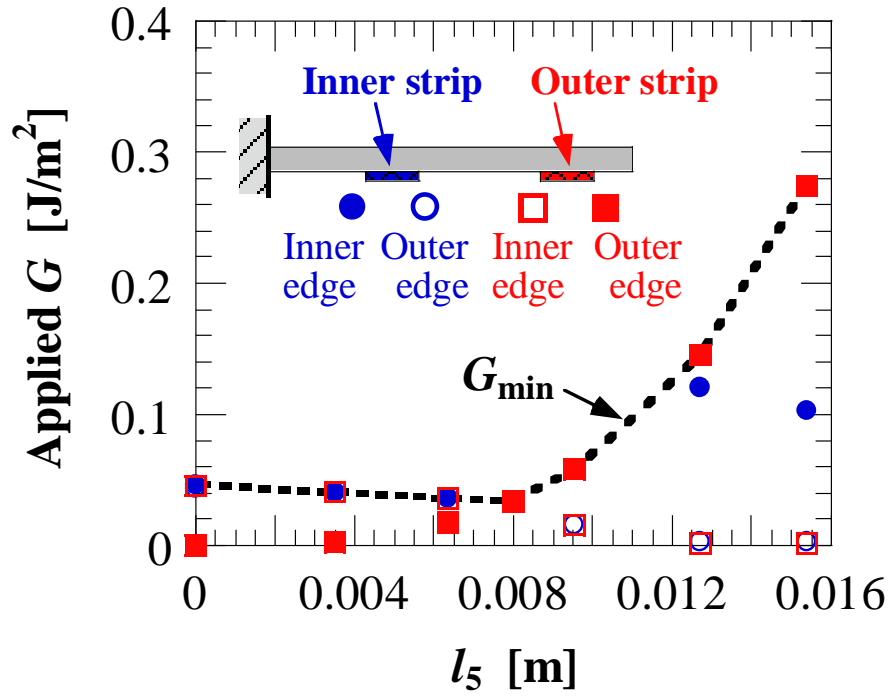 0.4
0.3
0.2
0.1
0
Applied G [J/m²]
Inner strip
Outer strip
Inner edge
Outer edge
Inner edge
Outer edge
G_min
0
0.004
0.008
0.012
0.016
l₅ [m]